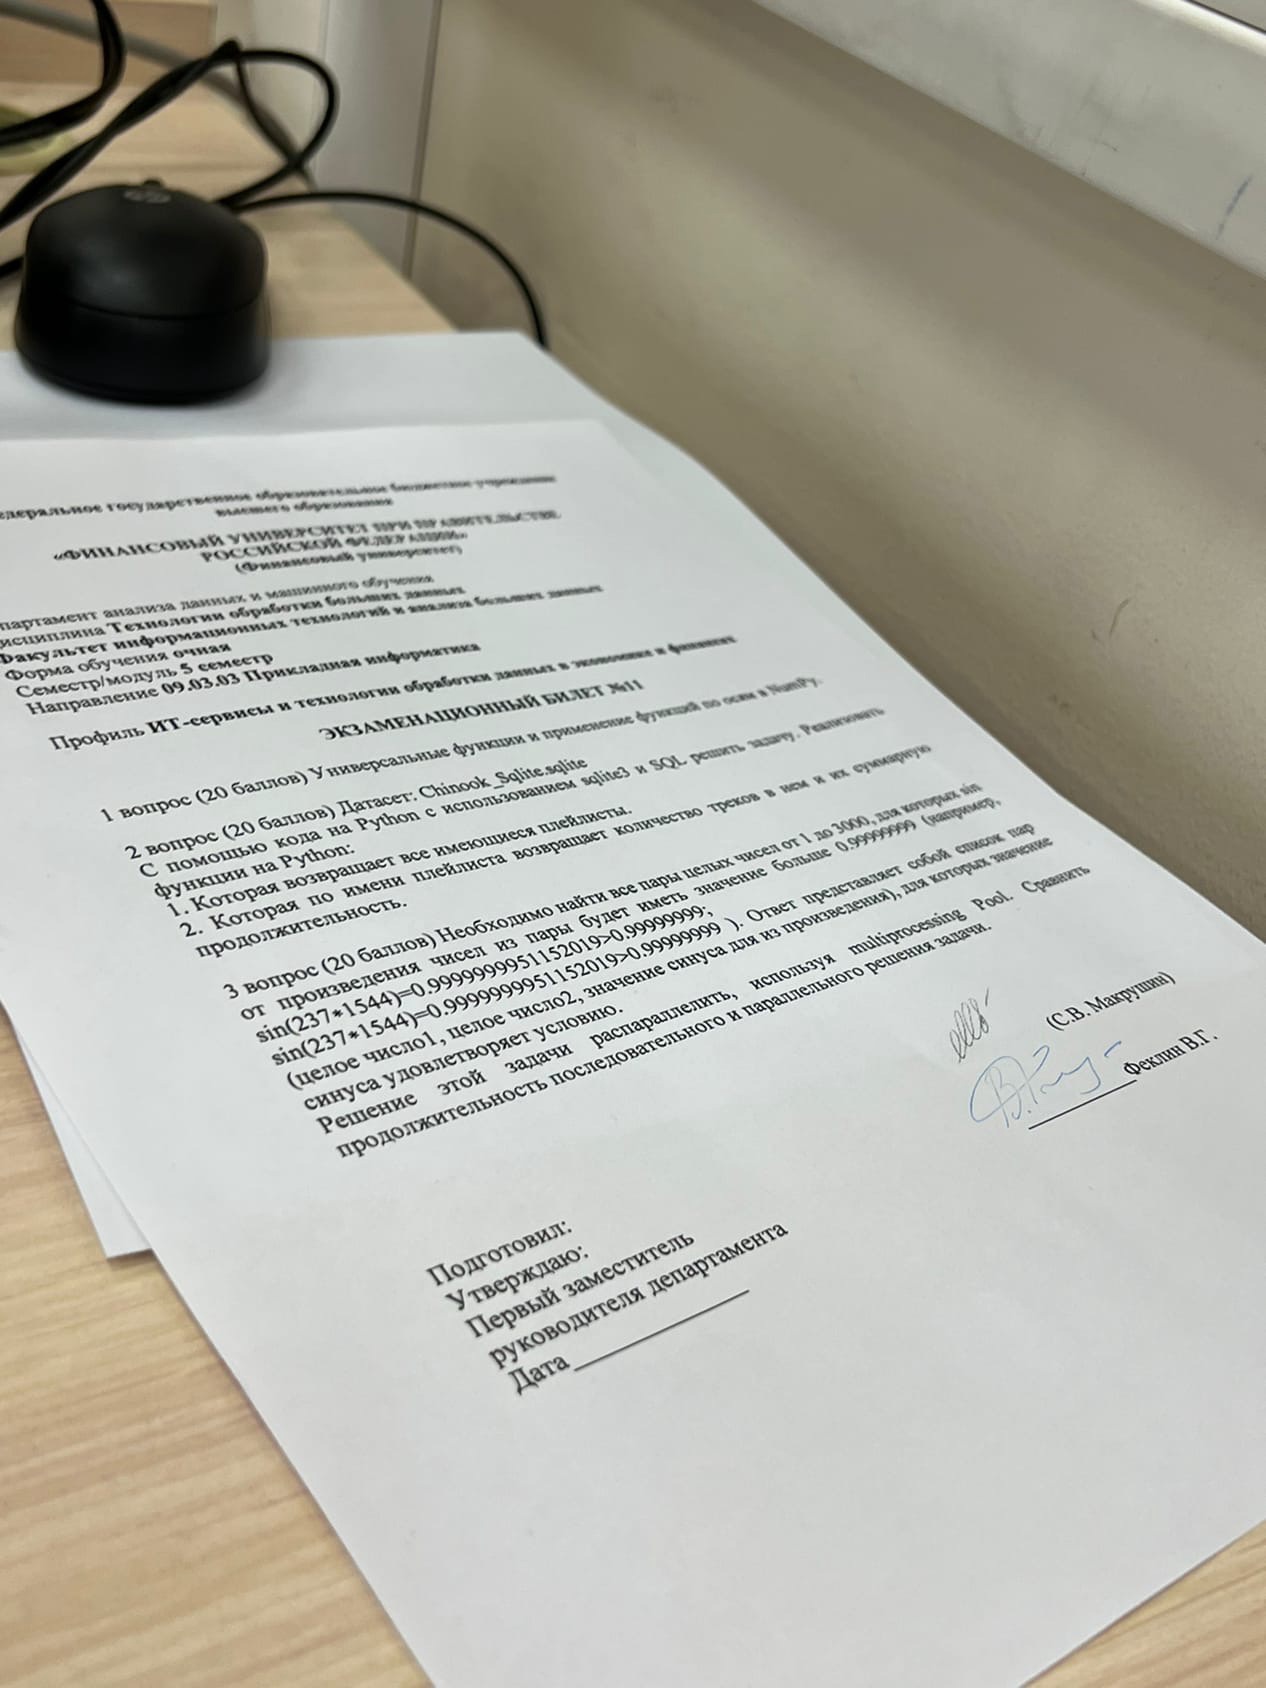 едеральное государственное образовательное бюджетное учреждение
высшего образования
«ФИНАНСОВЫЙ УНИВЕРСИТЕТ ПРИ ПРАВИТЕЛЬСТВЕ
РОССИЙСКОЙ ФЕДЕРАЦИИ»
(Финансовый университет)
партамент анализа данных и машинного обучения
исциплина Технологии обработки больших данных
Факультет информационных технологий и анализа больших данных
Форма обучения очная
Семестр/модуль 5 семестр
Направление 09.03.03 Прикладная информатика
Профиль ИТ-сервисы и технологии обработки данных в экономике и финансах
ЭКЗАМЕНАЦИОННЫЙ БИЛЕТ №11
1 вопрос (20 баллов) Универсальные функции и применение функций по осям в NumPy.
2 вопрос (20 баллов) Датасет: Chinook_Sqlite.sqlite
С помощью кода на Python с использованием sqlite3 и SQL решить задачу. Реализовать
функции на Python:
1. Которая возвращает все имеющиеся плейлисты.
2. Которая по имени плейлиста возвращает количество треков в нем и их суммарную
продолжительность.
3 вопрос (20 баллов) Необходимо найти все пары целых чисел от 1 до 3000, для которых sin
от произведения чисел из пары будет иметь значение больше 0.99999999 (например,
sin(237*1544)=0.9999999951152019>0.99999999;
sin(237*1544)=0.9999999951152019>0.99999999 ). Ответ представляет собой список пар
(целое число1, целое число2, значение синуса для из произведения), для которых значение
синуса удовлетворяет условию.
Решение этой задачи распараллелить, используя multiprocessing Pool. Сравнить
продолжительность последовательного и параллельного решения задачи.
(С.В. Макрушин)
Феклин В.Г.
Подготовил:
Утверждаю:
Первый заместитель
руководителя департамента
Дата